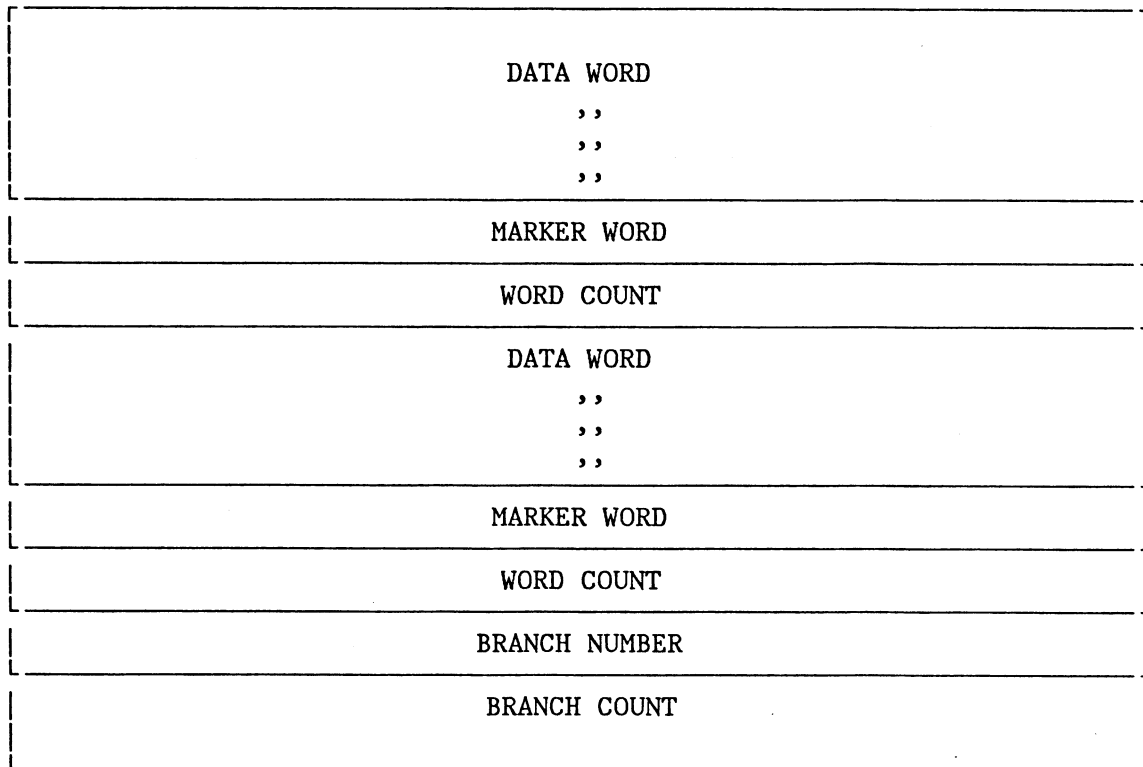 DATA WORD
,,
,,
,,
MARKER WORD
WORD COUNT
DATA WORD
,,
,,
,,
MARKER WORD
WORD COUNT
BRANCH NUMBER
BRANCH COUNT